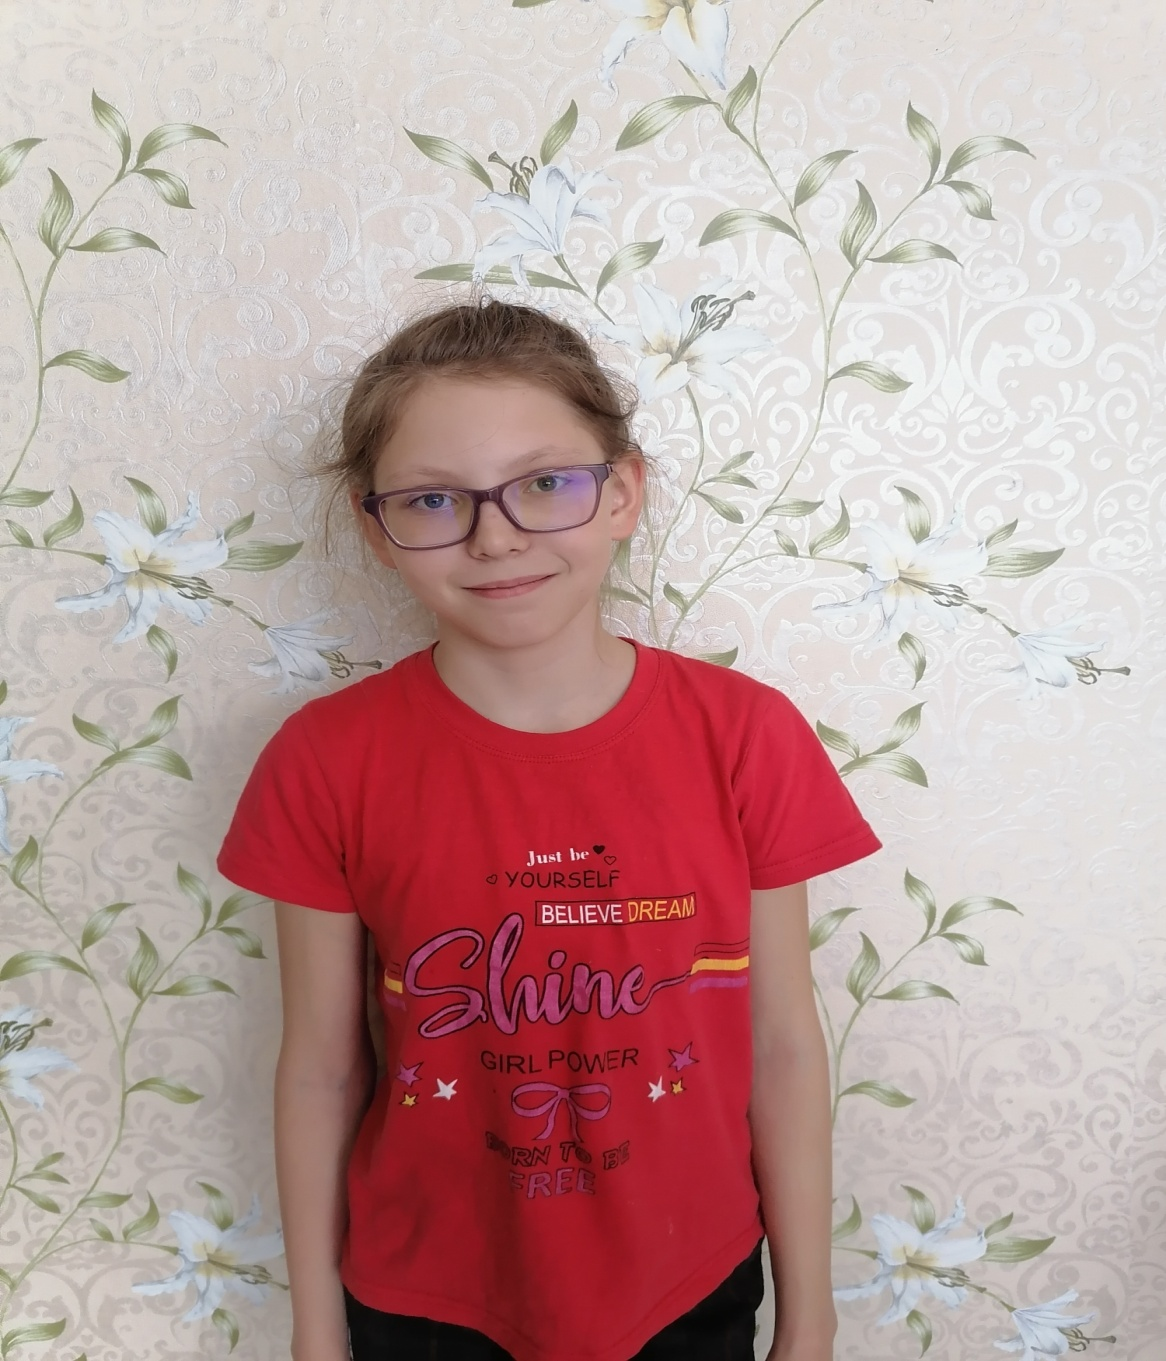 Just be
YOURSELF
BELIEVE DREAM
Shine
GIRL POWER
BORN TO BE
FREE